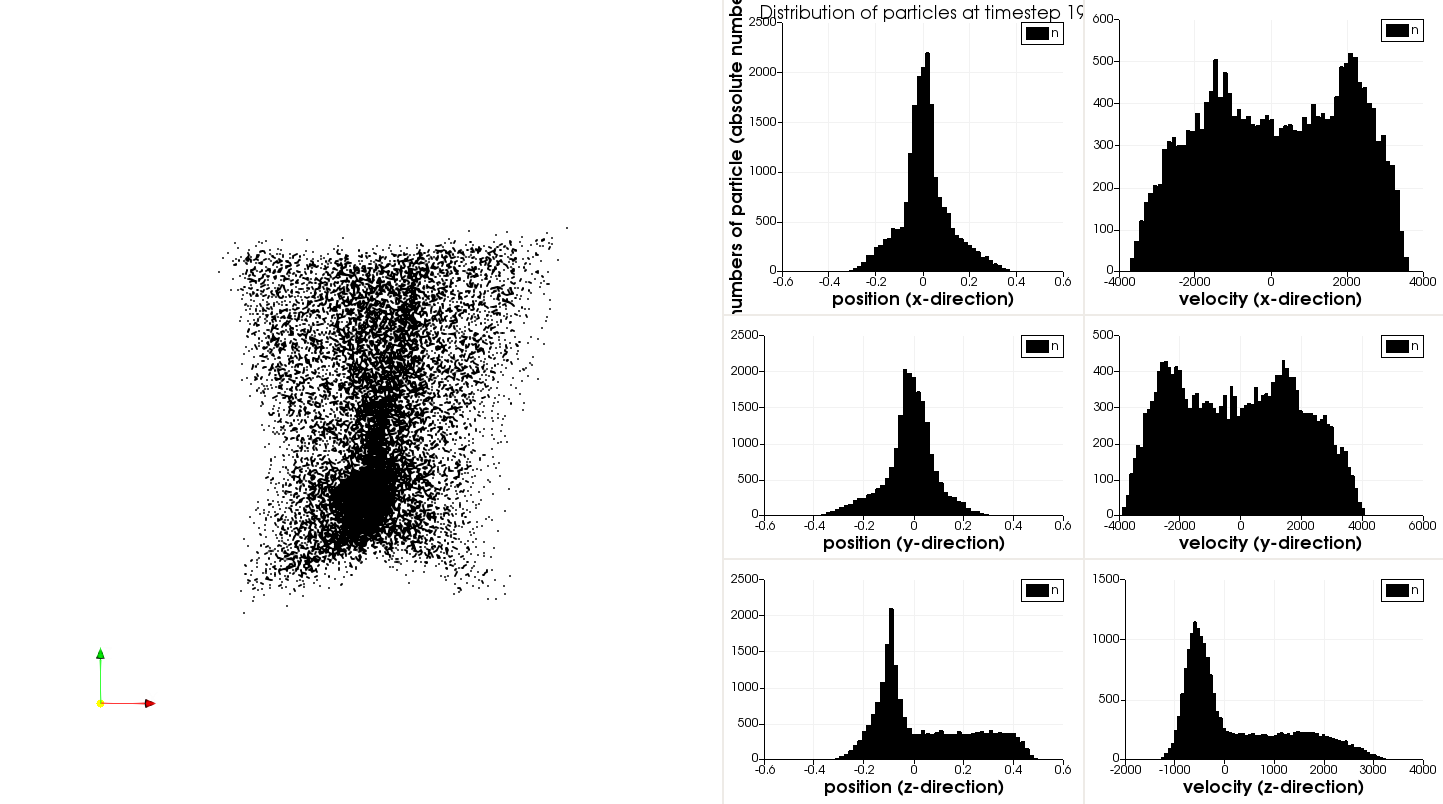 Distribution of particles at timestep 19
numbers of particle (absolute numbe
2500
2000
1500
1000
500
0
-0.6 -0.4 -0.2 0 0.2 0.4 0.6
position (x-direction)
n
600
500
400
300
200
100
0
-4000 -2000 0 2000 4000
velocity (x-direction)
n
2500
2000
1500
1000
500
0
-0.6 -0.4 -0.2 0 0.2 0.4 0.6
position (y-direction)
n
500
400
300
200
100
0
-4000 -2000 0 2000 4000 6000
velocity (y-direction)
n
2500
2000
1500
1000
500
0
-0.6 -0.4 -0.2 0 0.2 0.4 0.6
position (z-direction)
n
1500
1000
500
0
-2000 -1000 0 1000 2000 3000 4000
velocity (z-direction)
n